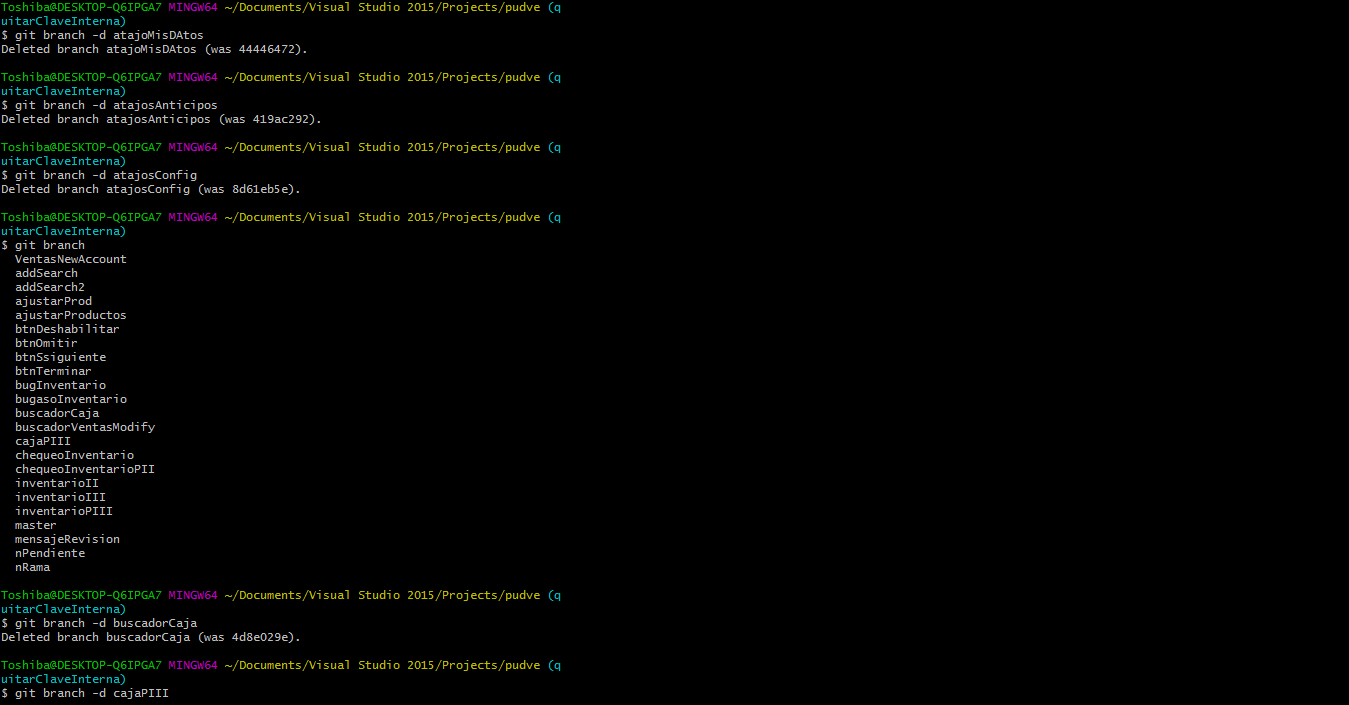 Toshiba@DESKTOP-Q6IPGA7 MINGW64 ~/Documents/Visual Studio 2015/Projects/pudve (q
uitarClaveInterna)
$ git branch -d atajoMisDAtos
Deleted branch atajoMisDAtos (was 44446472).
Toshiba@DESKTOP-Q6IPGA7 MINGW64 ~/Documents/Visual Studio 2015/Projects/pudve (q
uitarClaveInterna)
$ git branch -d atajosAnticipos
Deleted branch atajosAnticipos (was 419ac292).
Toshiba@DESKTOP-Q6IPGA7 MINGW64 ~/Documents/Visual Studio 2015/Projects/pudve (q
uitarClaveInterna)
$ git branch -d atajosConfig
Deleted branch atajosConfig (was 8d61eb5e).
Toshiba@DESKTOP-Q6IPGA7 MINGW64 ~/Documents/Visual Studio 2015/Projects/pudve (q
uitarClaveInterna)
$ git branch
VentasNewAccount
addSearch
addSearch2
ajustarProd
ajustarProductos
btnDeshabilitar
btnOmitir
btnSsiguiente
btnTerminar
bugInventario
bugasoInventario
buscadorCaja
buscadorVentasModify
cajaPIII
chequeoInventario
chequeoInventarioPII
inventarioII
inventarioIII
inventarioPIII
master
mensajeRevision
nPendiente
nRama
Toshiba@DESKTOP-Q6IPGA7 MINGW64 ~/Documents/Visual Studio 2015/Projects/pudve (q
uitarClaveInterna)
$ git branch -d buscadorCaja
Deleted branch buscadorCaja (was 4d8e029e).
Toshiba@DESKTOP-Q6IPGA7 MINGW64 ~/Documents/Visual Studio 2015/Projects/pudve (q
uitarClaveInterna)
$ git branch -d cajaPIII